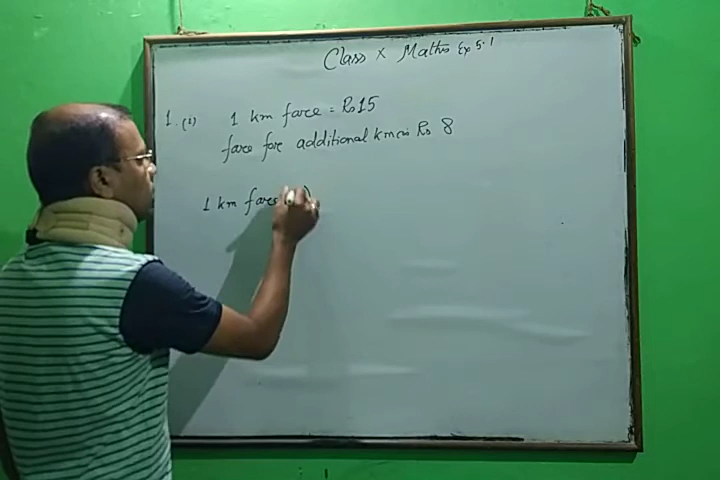 Class X Maths Ex 5.1
1. (i) 1 km fare = Rs 15
fare for additional km is Rs 8
1 km fare